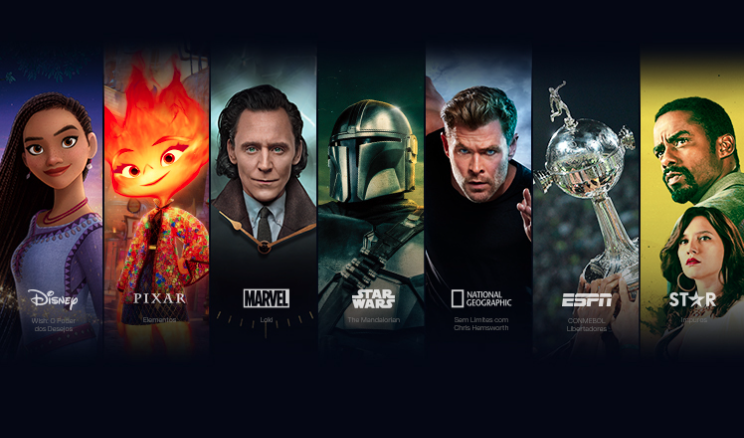 DISNEY
Wish: O Poder
dos Desejos
PIXAR
Elementos
MARVEL
Loki
STAR
WARS
The Mandalorian
NATIONAL
GEOGRAPHIC
Sem Limites com
Chris Hemsworth
ESPN
CONMEBOL
Libertadores
STAR
Impuros